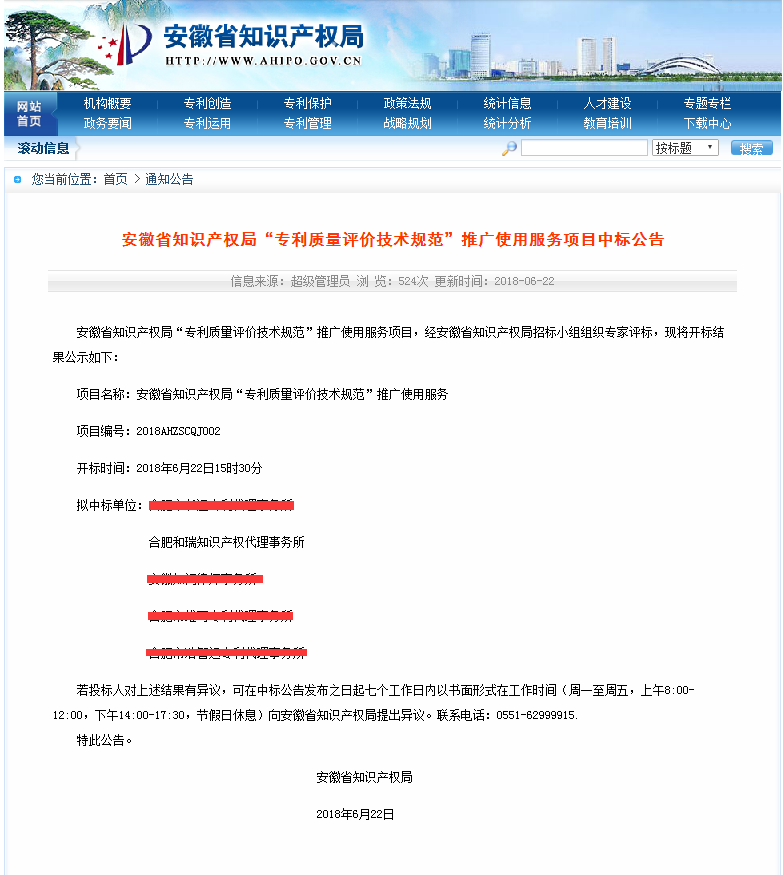 安徽省知识产权局
HTTP://WWW.AHIPO.GOV.CN
网站首页
机构概要 专利创造 专利保护 政策法规 统计信息 人才建设 专题专栏
政务要闻 专利运用 专利管理 战略规划 统计分析 教育培训 下载中心
滚动信息 按标题 搜索
您当前位置：首页 > 通知公告
安徽省知识产权局“专利质量评价技术规范”推广使用服务项目中标公告
信息来源：超级管理员 浏 览：524次 更新时间：2018-06-22
安徽省知识产权局“专利质量评价技术规范”推广使用服务项目，经安徽省知识产权局招标小组组织专家评标，现将开标结
果公示如下：
项目名称：安徽省知识产权局“专利质量评价技术规范”推广使用服务
项目编号：2018AHZSCQJ002
开标时间：2018年6月22日15时30分
拟中标单位：
合肥和瑞知识产权代理事务所
若投标人对上述结果有异议，可在中标公告发布之日起七个工作日内以书面形式在工作时间（周一至周五，上午8:00-
12:00，下午14:00-17:30，节假日休息）向安徽省知识产权局提出异议。联系电话：0551-62999915.
特此公告。
安徽省知识产权局
2018年6月22日